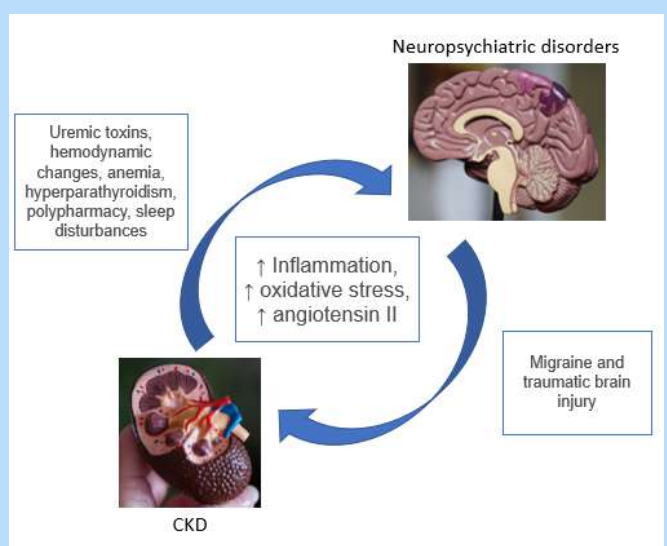 Neuropsychiatric disorders
Uremic toxins,
hemodynamic
changes, anemia,
hyperparathyroidism,
polypharmacy, sleep
disturbances
↑ Inflammation,
↑ oxidative stress,
↑ angiotensin II
Migraine and
traumatic brain
injury
CKD